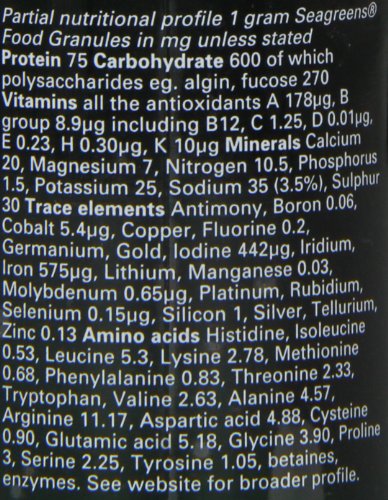 Partial nutritional profile 1 gram Seagreens®
Food Granules in mg unless stated
Protein 75 Carbohydrate 600 of which
polysaccharides eg. algin, fucose 270
Vitamins all the antioxidants A 178µg, B
group 8.9µg including B12, C 1.25, D 0.01µg,
E 0.23, H 0.30µg, K 10µg Minerals Calcium
20, Magnesium 7, Nitrogen 10.5, Phosphorus
1.5, Potassium 25, Sodium 35 (3.5%), Sulphur
30 Trace elements Antimony, Boron 0.06,
Cobalt 5.4µg, Copper, Fluorine 0.2,
Germanium, Gold, Iodine 442µg, Iridium,
Iron 575µg, Lithium, Manganese 0.03,
Molybdenum 0.65µg, Platinum, Rubidium,
Selenium 0.15µg, Silicon 1, Silver, Tellurium,
Zinc 0.13 Amino acids Histidine, Isoleucine
0.53, Leucine 5.3, Lysine 2.78, Methionine
0.68, Phenylalanine 0.83, Threonine 2.33,
Tryptophan, Valine 2.63, Alanine 4.57,
Arginine 11.17, Aspartic acid 4.88, Cysteine
0.90, Glutamic acid 5.18, Glycine 3.90, Proline
3, Serine 2.25, Tyrosine 1.05, betaines,
enzymes. See website for broader profile.